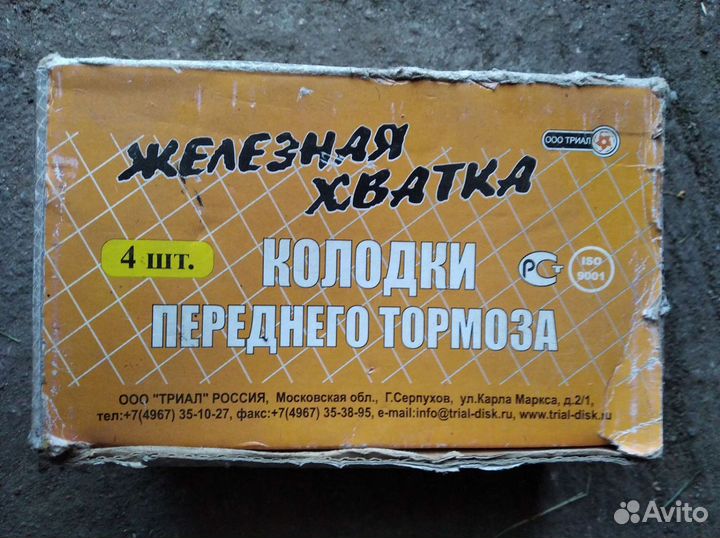 ЖЕЛЕЗНАЯ
ХВАТКА
ООО ТРИАЛ
4 шт.
КОЛОДКИ
ПЕРЕДНЕГО ТОРМОЗА
РСТ
ISO
9001
ООО "ТРИАЛ" РОССИЯ, Московская обл., Г.Серпухов, ул.Карла Маркса, д.2/1,
тел:+7(4967) 35-10-27, факс:+7(4967) 35-38-95, e-mail:info@trial-disk.ru, www.trial-disk.ru
Avito